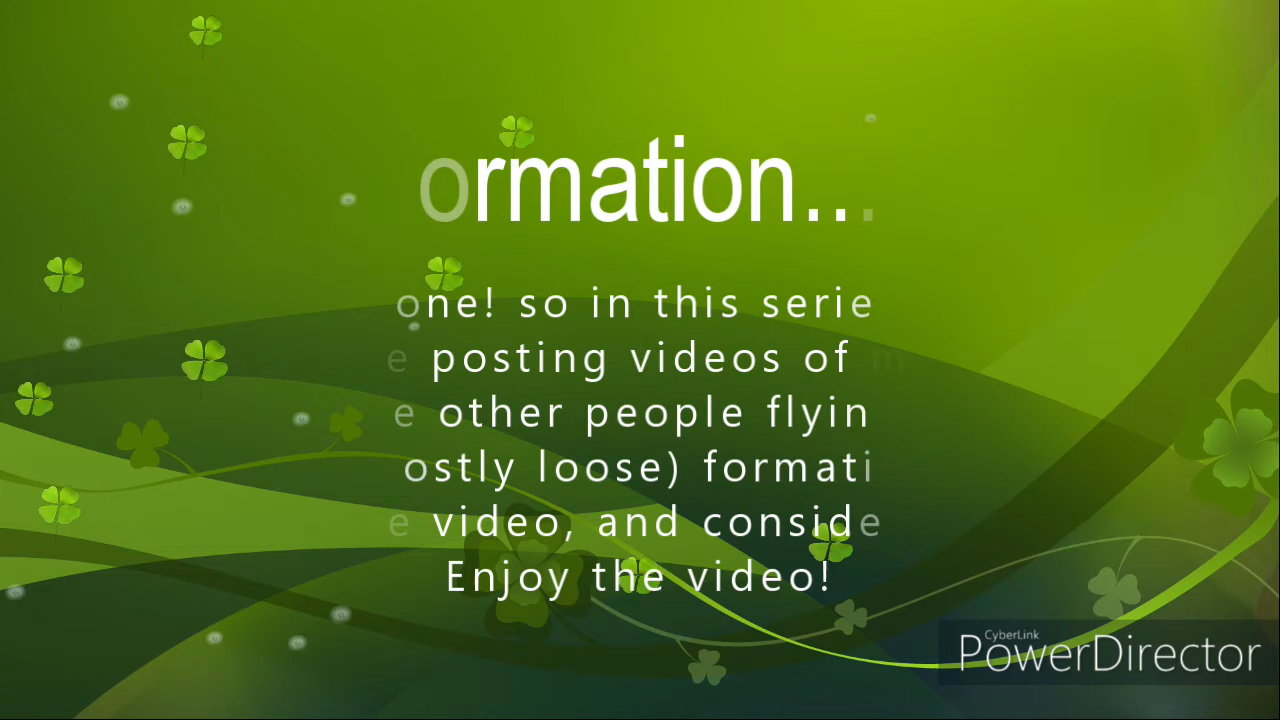 ormation...
one! so in this serie
e posting videos of m
e other people flyin
ostly loose) formati
e video, and conside
Enjoy the video!
CyberLink
PowerDirector